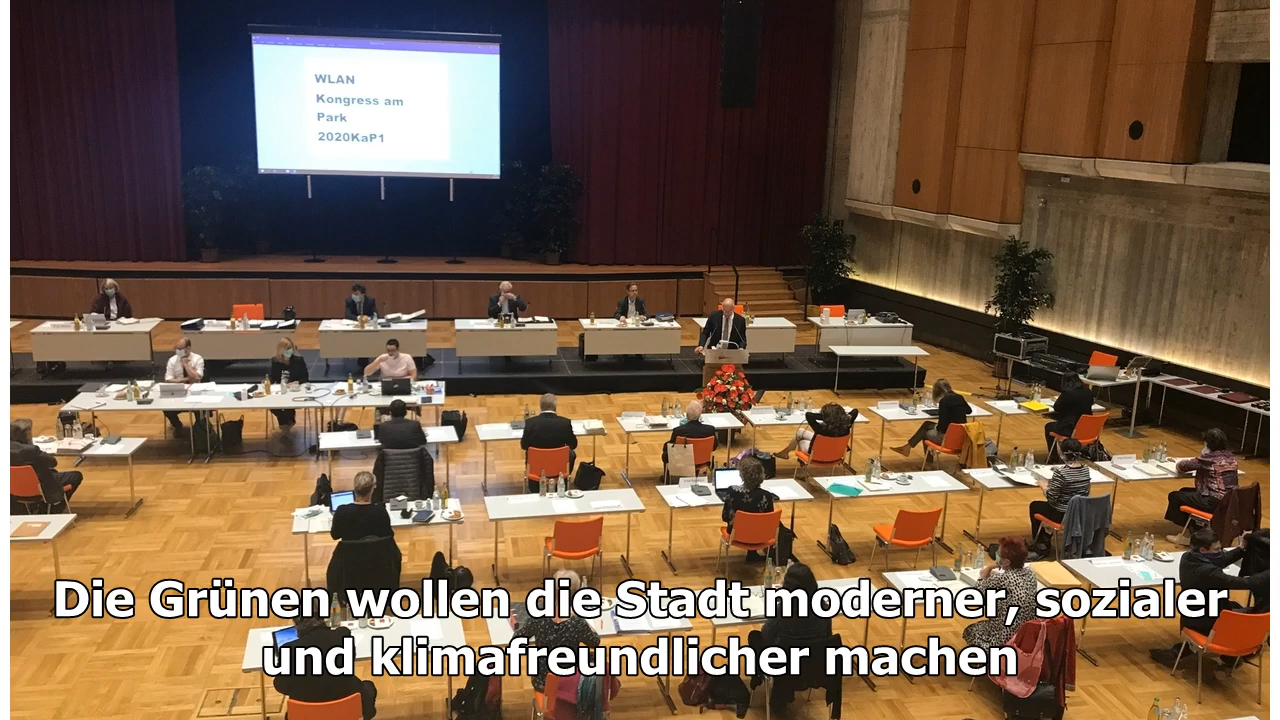 WLAN
Kongress am
Park
2020KaP1
Die Grünen wollen die Stadt moderner, sozialer
und klimafreundlicher machen